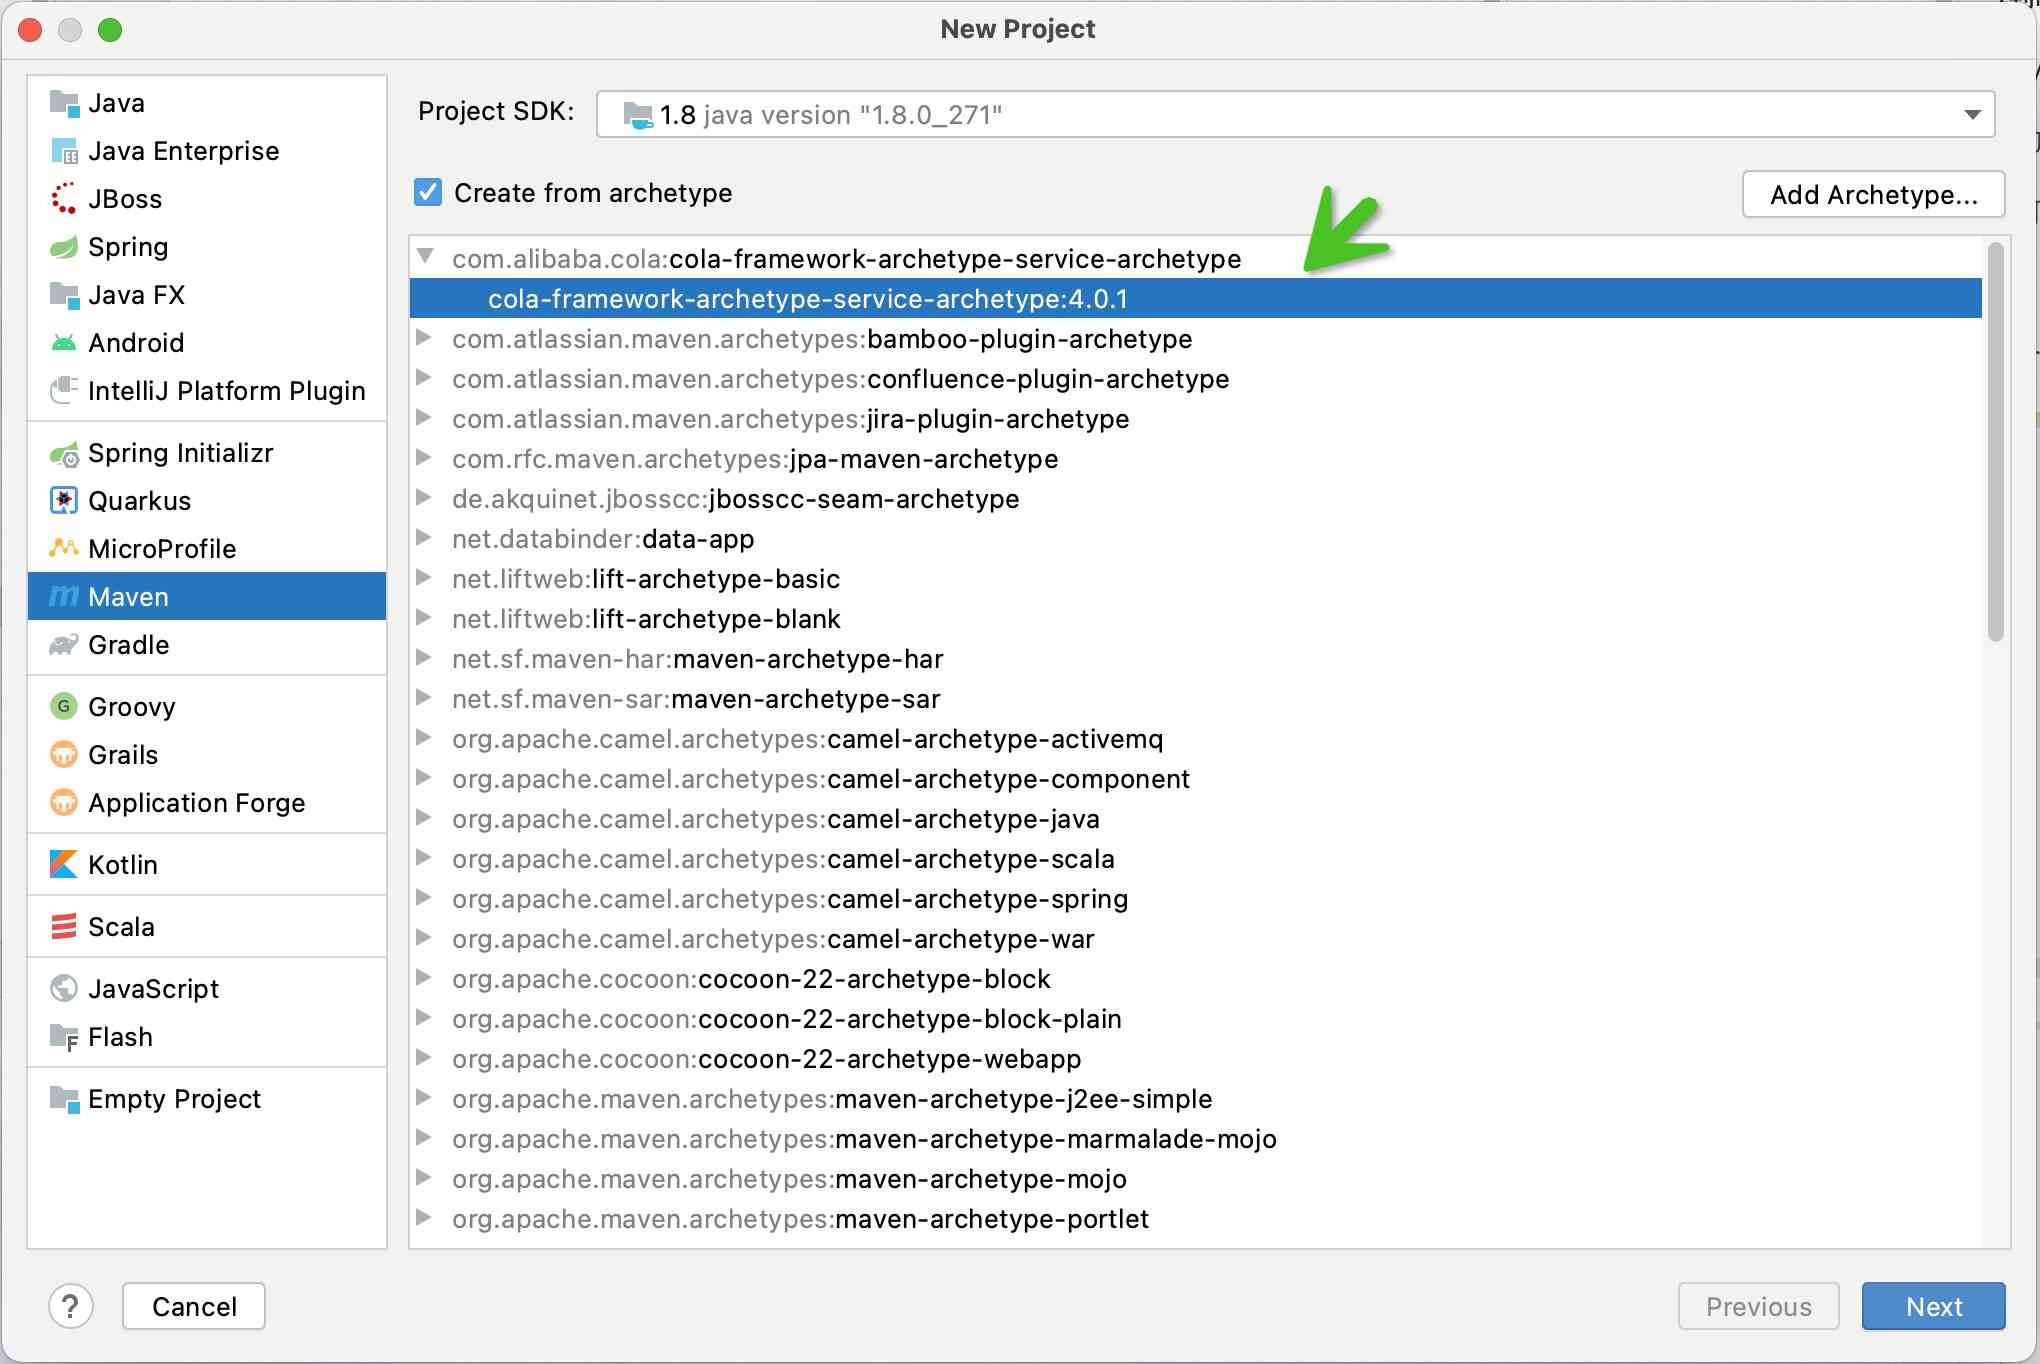 New Project
Java
Java Enterprise
JBoss
Spring
Java FX
Android
IntelliJ Platform Plugin
Spring Initializr
Quarkus
MicroProfile
Maven
Gradle
Groovy
Grails
Application Forge
Kotlin
Scala
JavaScript
Flash
Empty Project
Project SDK: 1.8 java version "1.8.0_271"
Create from archetype
Add Archetype...
com.alibaba.cola:cola-framework-archetype-service-archetype
cola-framework-archetype-service-archetype:4.0.1
com.atlassian.maven.archetypes:bamboo-plugin-archetype
com.atlassian.maven.archetypes:confluence-plugin-archetype
com.atlassian.maven.archetypes:jira-plugin-archetype
com.rfc.maven.archetypes:jpa-maven-archetype
de.akquinet.jbosscc:jbosscc-seam-archetype
net.databinder:data-app
net.liftweb:lift-archetype-basic
net.liftweb:lift-archetype-blank
net.sf.maven-har:maven-archetype-har
net.sf.maven-sar:maven-archetype-sar
org.apache.camel.archetypes:camel-archetype-activemq
org.apache.camel.archetypes:camel-archetype-component
org.apache.camel.archetypes:camel-archetype-java
org.apache.camel.archetypes:camel-archetype-scala
org.apache.camel.archetypes:camel-archetype-spring
org.apache.camel.archetypes:camel-archetype-war
org.apache.cocoon:cocoon-22-archetype-block
org.apache.cocoon:cocoon-22-archetype-block-plain
org.apache.cocoon:cocoon-22-archetype-webapp
org.apache.maven.archetypes:maven-archetype-j2ee-simple
org.apache.maven.archetypes:maven-archetype-marmalade-mojo
org.apache.maven.archetypes:maven-archetype-mojo
org.apache.maven.archetypes:maven-archetype-portlet
?
Cancel
Previous
Next